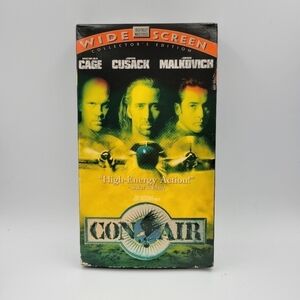 WIDE SCREEN
COLLECTOR'S EDITION
CAGE CUSACK MALKOVICH
"High-Energy Action!"
CON AIR